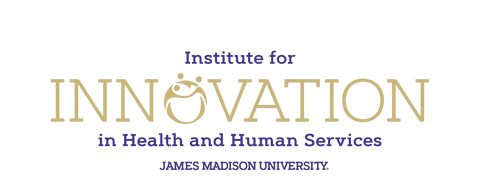 Institute for
INNOVATION
in Health and Human Services
JAMES MADISON UNIVERSITY®